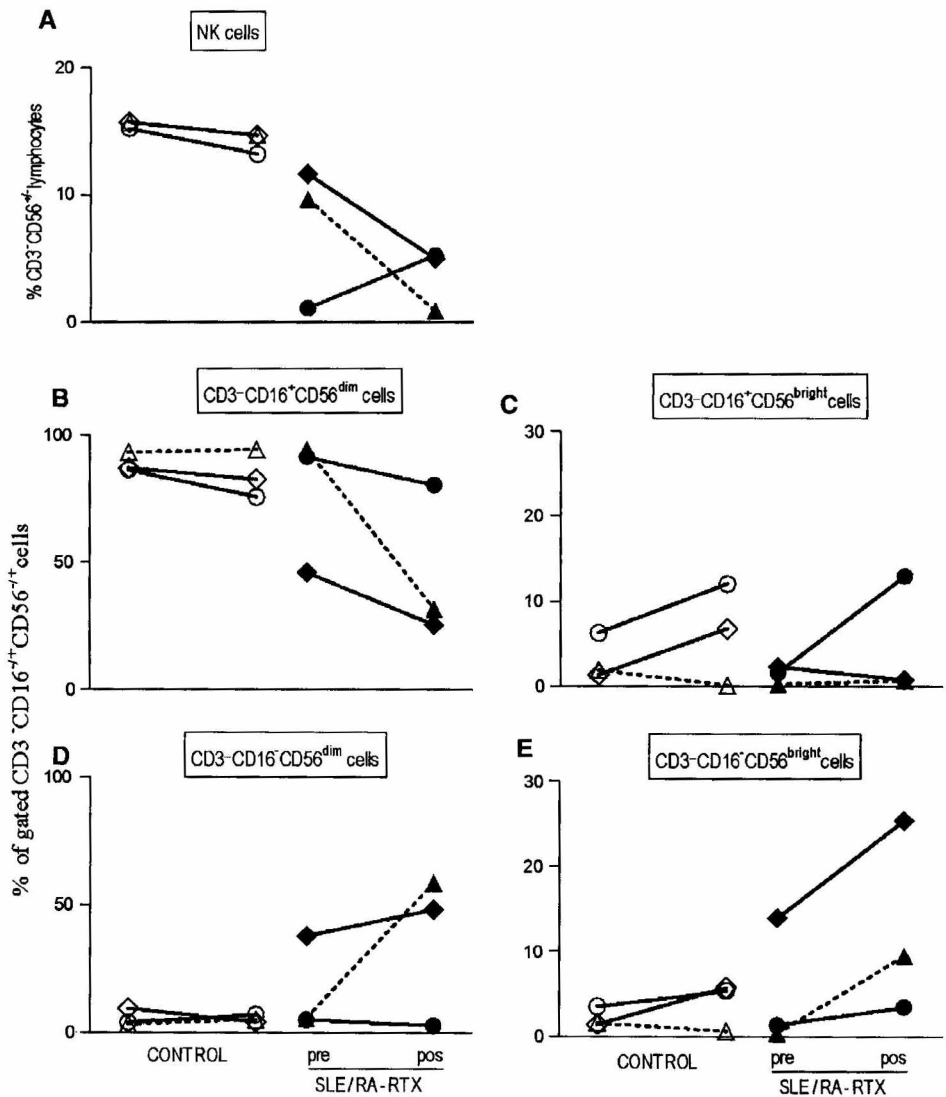 A
NK cells
% CD3⁻CD56⁺/⁻lymphocytes
20
10
0
B
CD3⁻CD16⁺CD56ᵈⁱᵐ cells
100
50
0
C
CD3⁻CD16⁺CD56ᵇʳⁱᵍʰᵗ cells
30
20
10
0
% of gated CD3⁻CD16⁻/⁺CD56⁻/⁺cells
D
CD3⁻CD16⁻CD56ᵈⁱᵐ cells
100
50
0
CONTROL
pre
pos
SLE/RA-RTX
E
CD3⁻CD16⁻CD56ᵇʳⁱᵍʰᵗ cells
30
20
10
0
CONTROL
pre
pos
SLE/RA-RTX